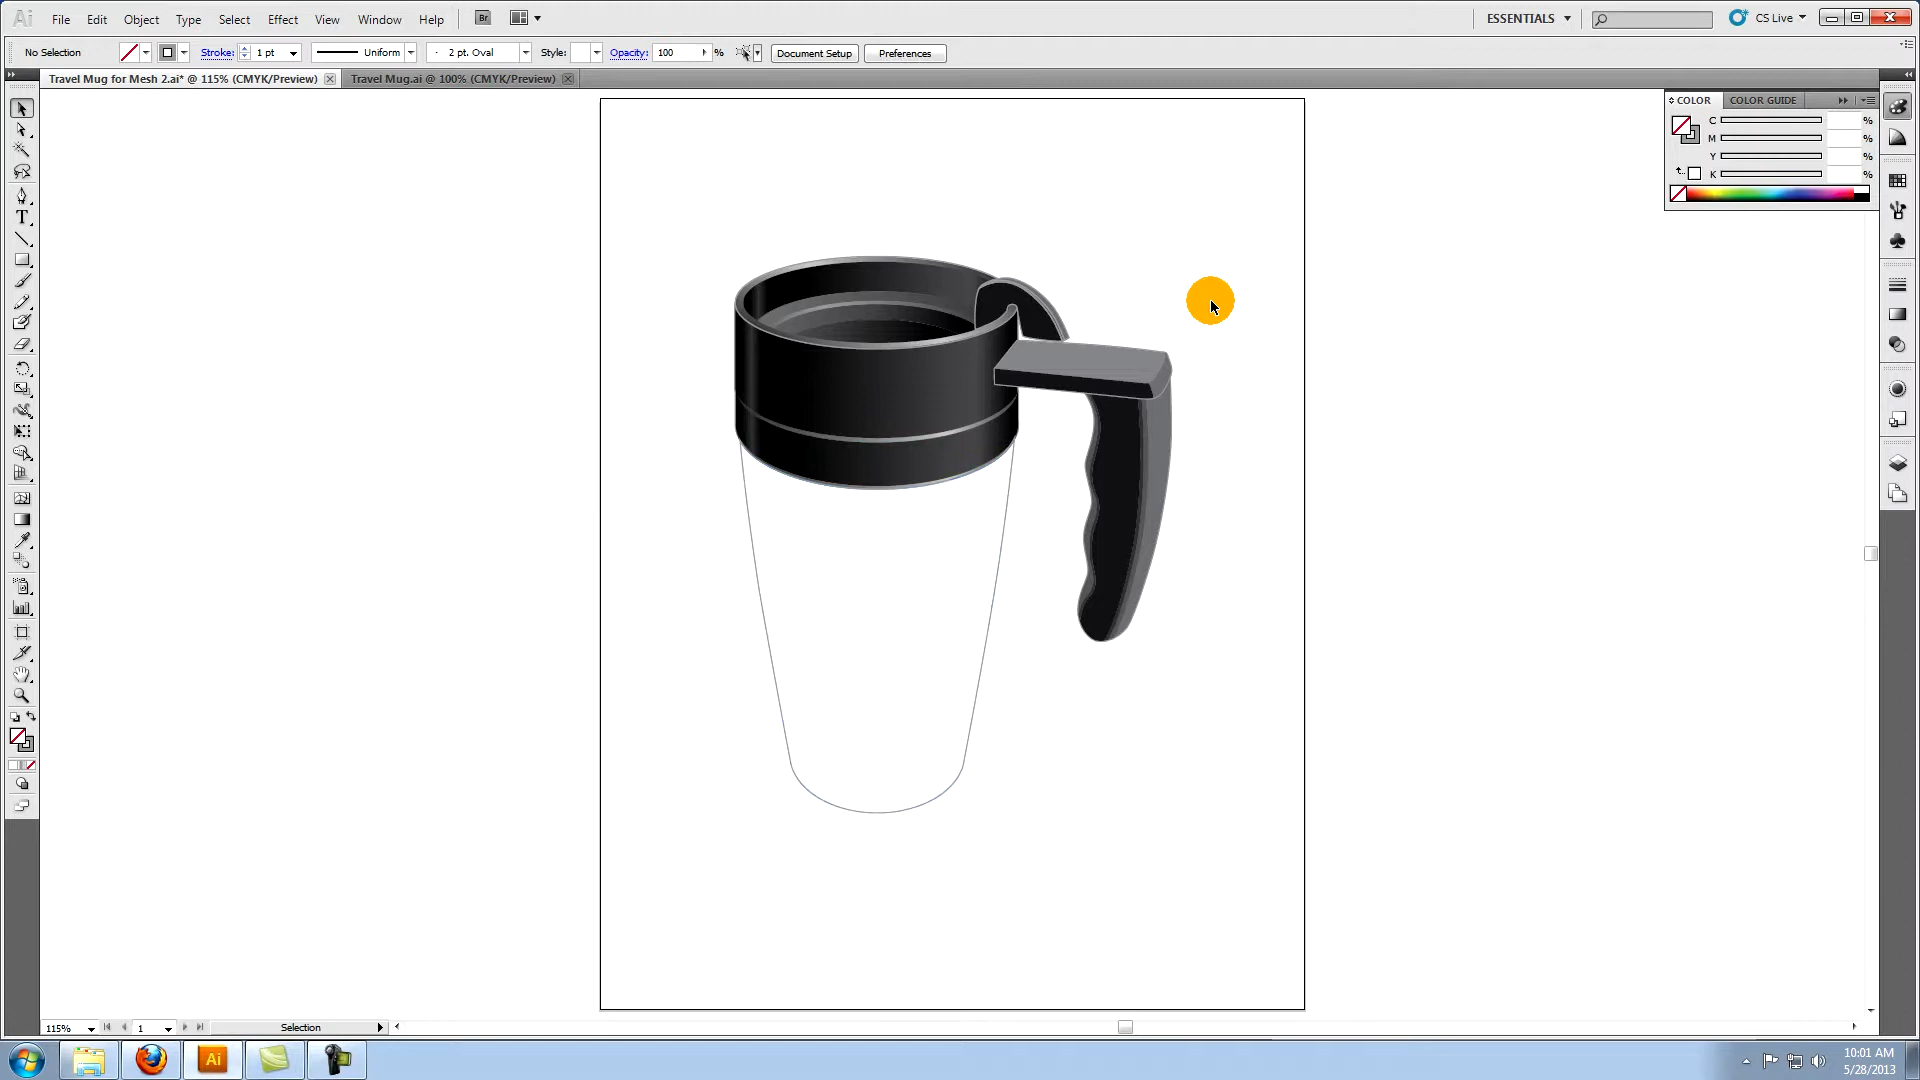 Ai File Edit Object Type Select Effect View Window Help Br ESSENTIALS CS Live
No Selection Stroke: 1 pt Uniform 2 pt. Oval Style: Opacity: 100 % Document Setup Preferences
Travel Mug for Mesh 2.ai* @ 115% (CMYK/Preview) Travel Mug.ai @ 100% (CMYK/Preview)
COLOR COLOR GUIDE
C %
M %
Y %
K %
T
115% 1 Selection
Ai
10:01 AM
5/28/2013